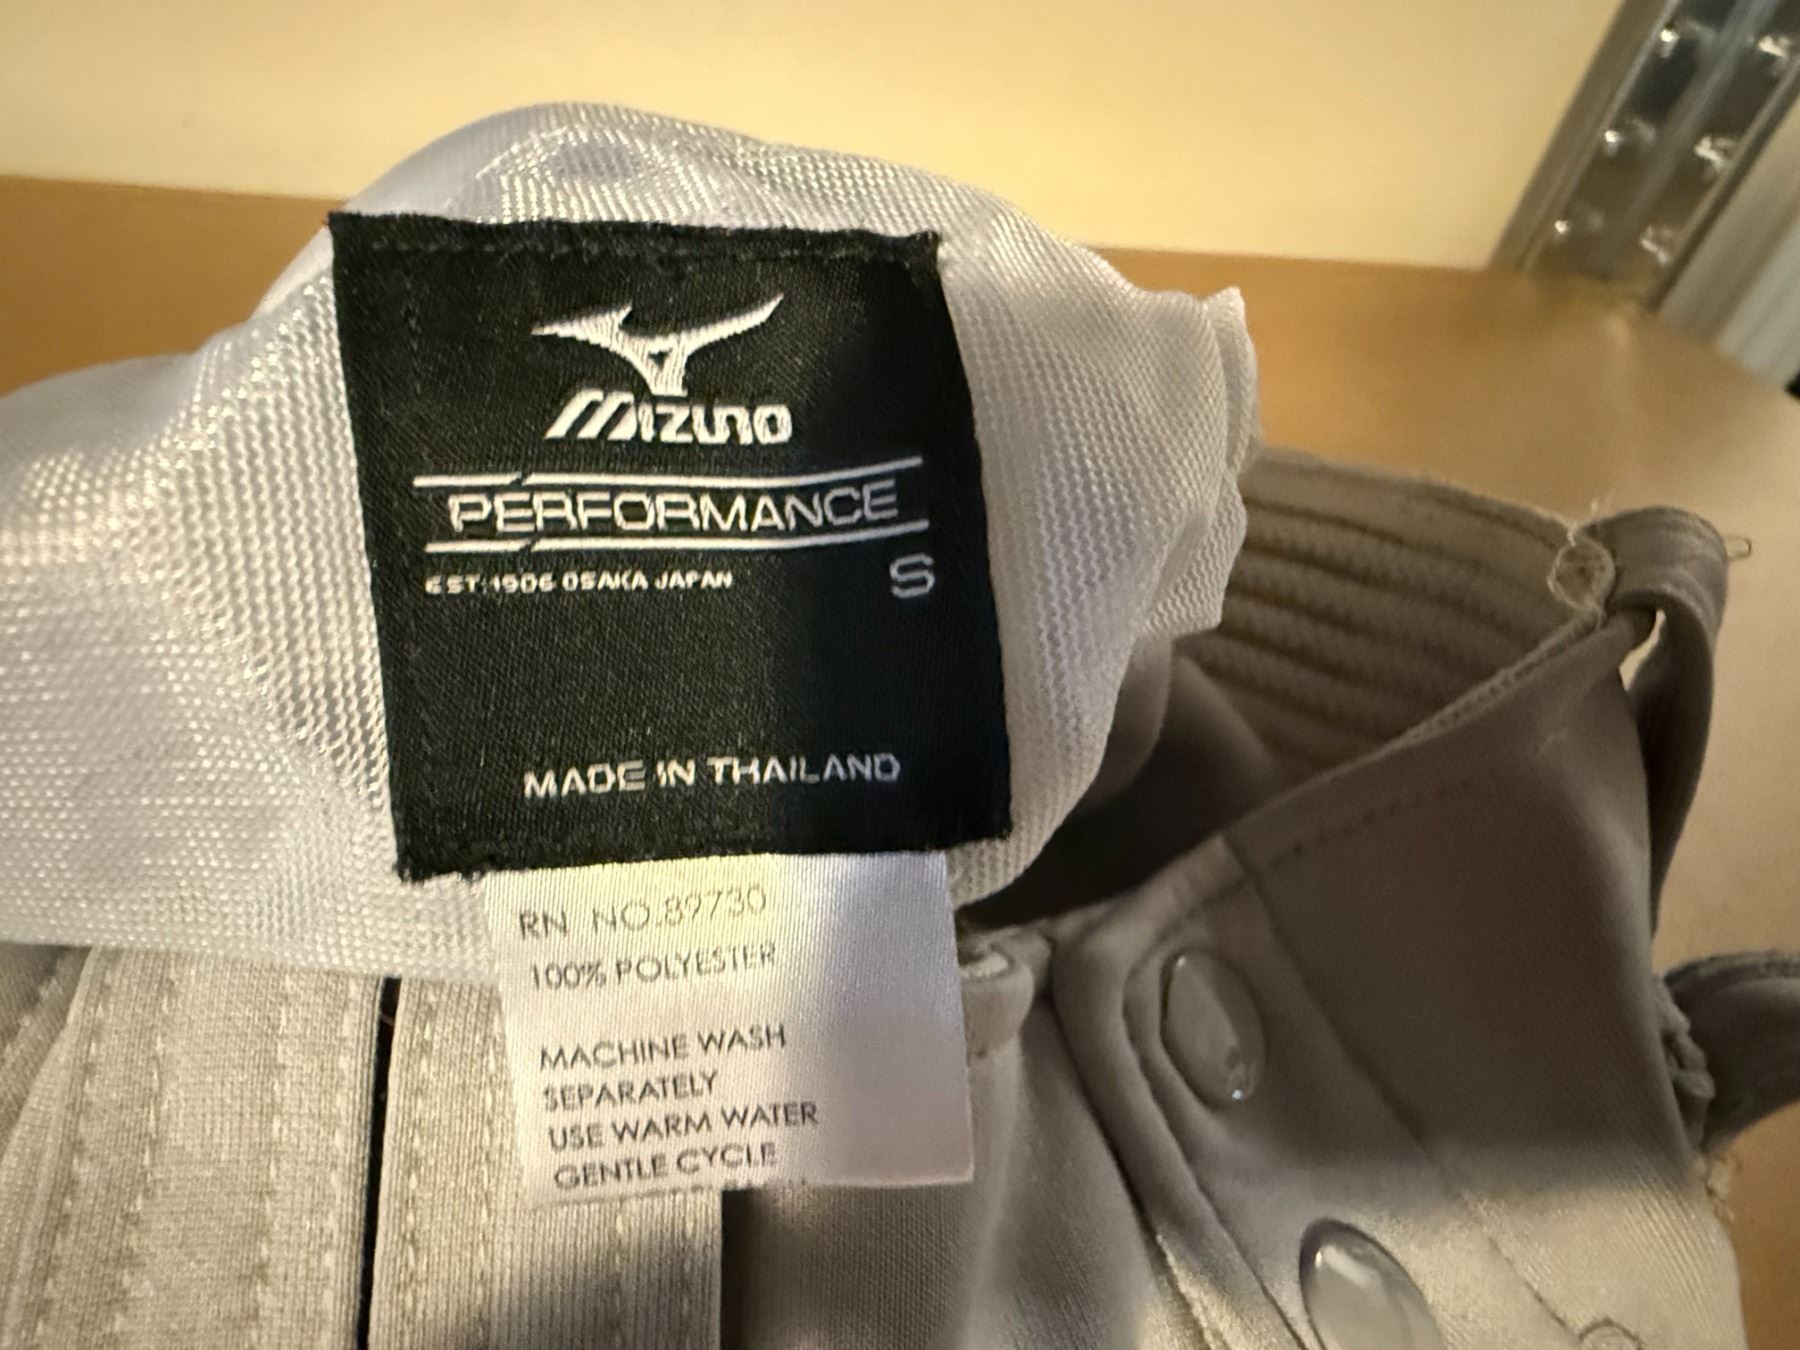 MIZUNO
PERFORMANCE
EST. 1906 OSAKA JAPAN
S
MADE IN THAILAND
RN NO.89730
100% POLYESTER
MACHINE WASH
SEPARATELY
USE WARM WATER
GENTLE CYCLE